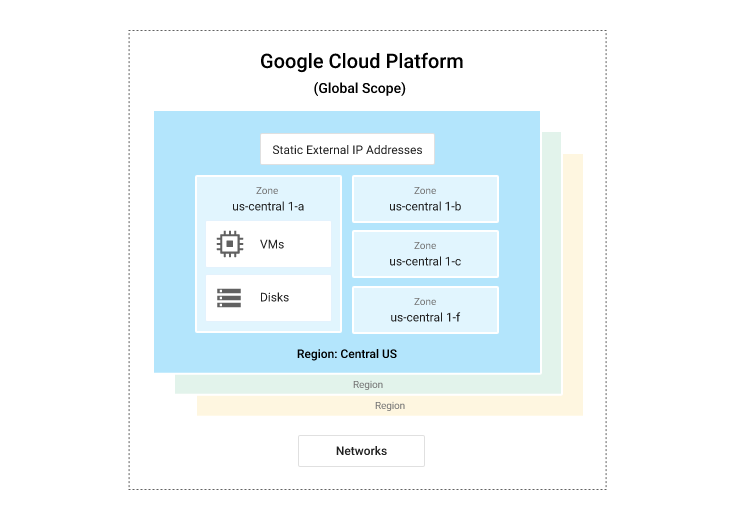 Google Cloud Platform
(Global Scope)
Static External IP Addresses
Zone
us-central 1-a
VMs
Disks
Zone
us-central 1-b
Zone
us-central 1-c
Zone
us-central 1-f
Region: Central US
Region
Region
Networks